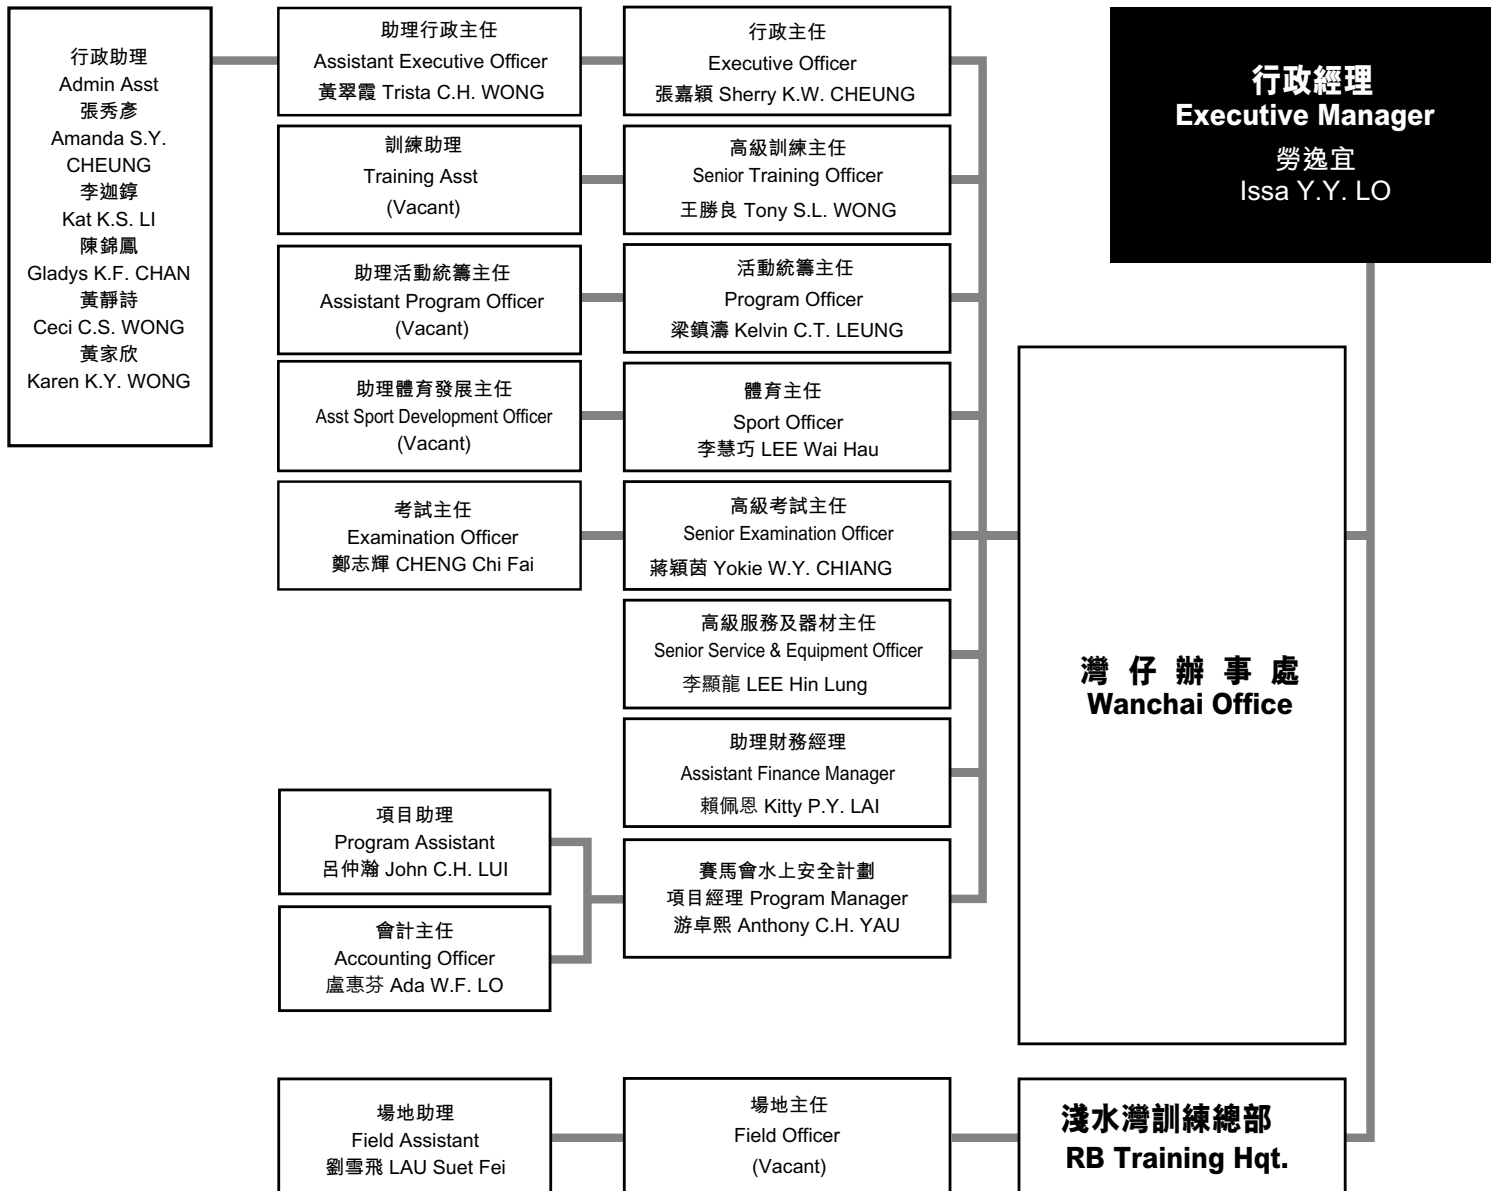 行政助理
Admin Asst
張秀彥
Amanda S.Y.
CHEUNG
李迦錞
Kat K.S. LI
陳錦鳳
Gladys K.F. CHAN
黃靜詩
Ceci C.S. WONG
黃家欣
Karen K.Y. WONG
助理行政主任
Assistant Executive Officer
黃翠霞 Trista C.H. WONG
行政主任
Executive Officer
張嘉穎 Sherry K.W. CHEUNG
行政經理
Executive Manager
勞逸宜
Issa Y.Y. LO
訓練助理
Training Asst
(Vacant)
高級訓練主任
Senior Training Officer
王勝良 Tony S.L. WONG
助理活動統籌主任
Assistant Program Officer
(Vacant)
活動統籌主任
Program Officer
梁鎮濤 Kelvin C.T. LEUNG
助理體育發展主任
Asst Sport Development Officer
(Vacant)
體育主任
Sport Officer
李慧巧 LEE Wai Hau
考試主任
Examination Officer
鄭志輝 CHENG Chi Fai
高級考試主任
Senior Examination Officer
蔣穎茵 Yokie W.Y. CHIANG
高級服務及器材主任
Senior Service & Equipment Officer
李顯龍 LEE Hin Lung
灣仔辦事處
Wanchai Office
助理財務經理
Assistant Finance Manager
賴佩恩 Kitty P.Y. LAI
項目助理
Program Assistant
呂仲瀚 John C.H. LUI
賽馬會水上安全計劃
項目經理 Program Manager
游卓熙 Anthony C.H. YAU
會計主任
Accounting Officer
盧惠芬 Ada W.F. LO
場地助理
Field Assistant
劉雪飛 LAU Suet Fei
場地主任
Field Officer
(Vacant)
淺水灣訓練總部
RB Training Hqt.